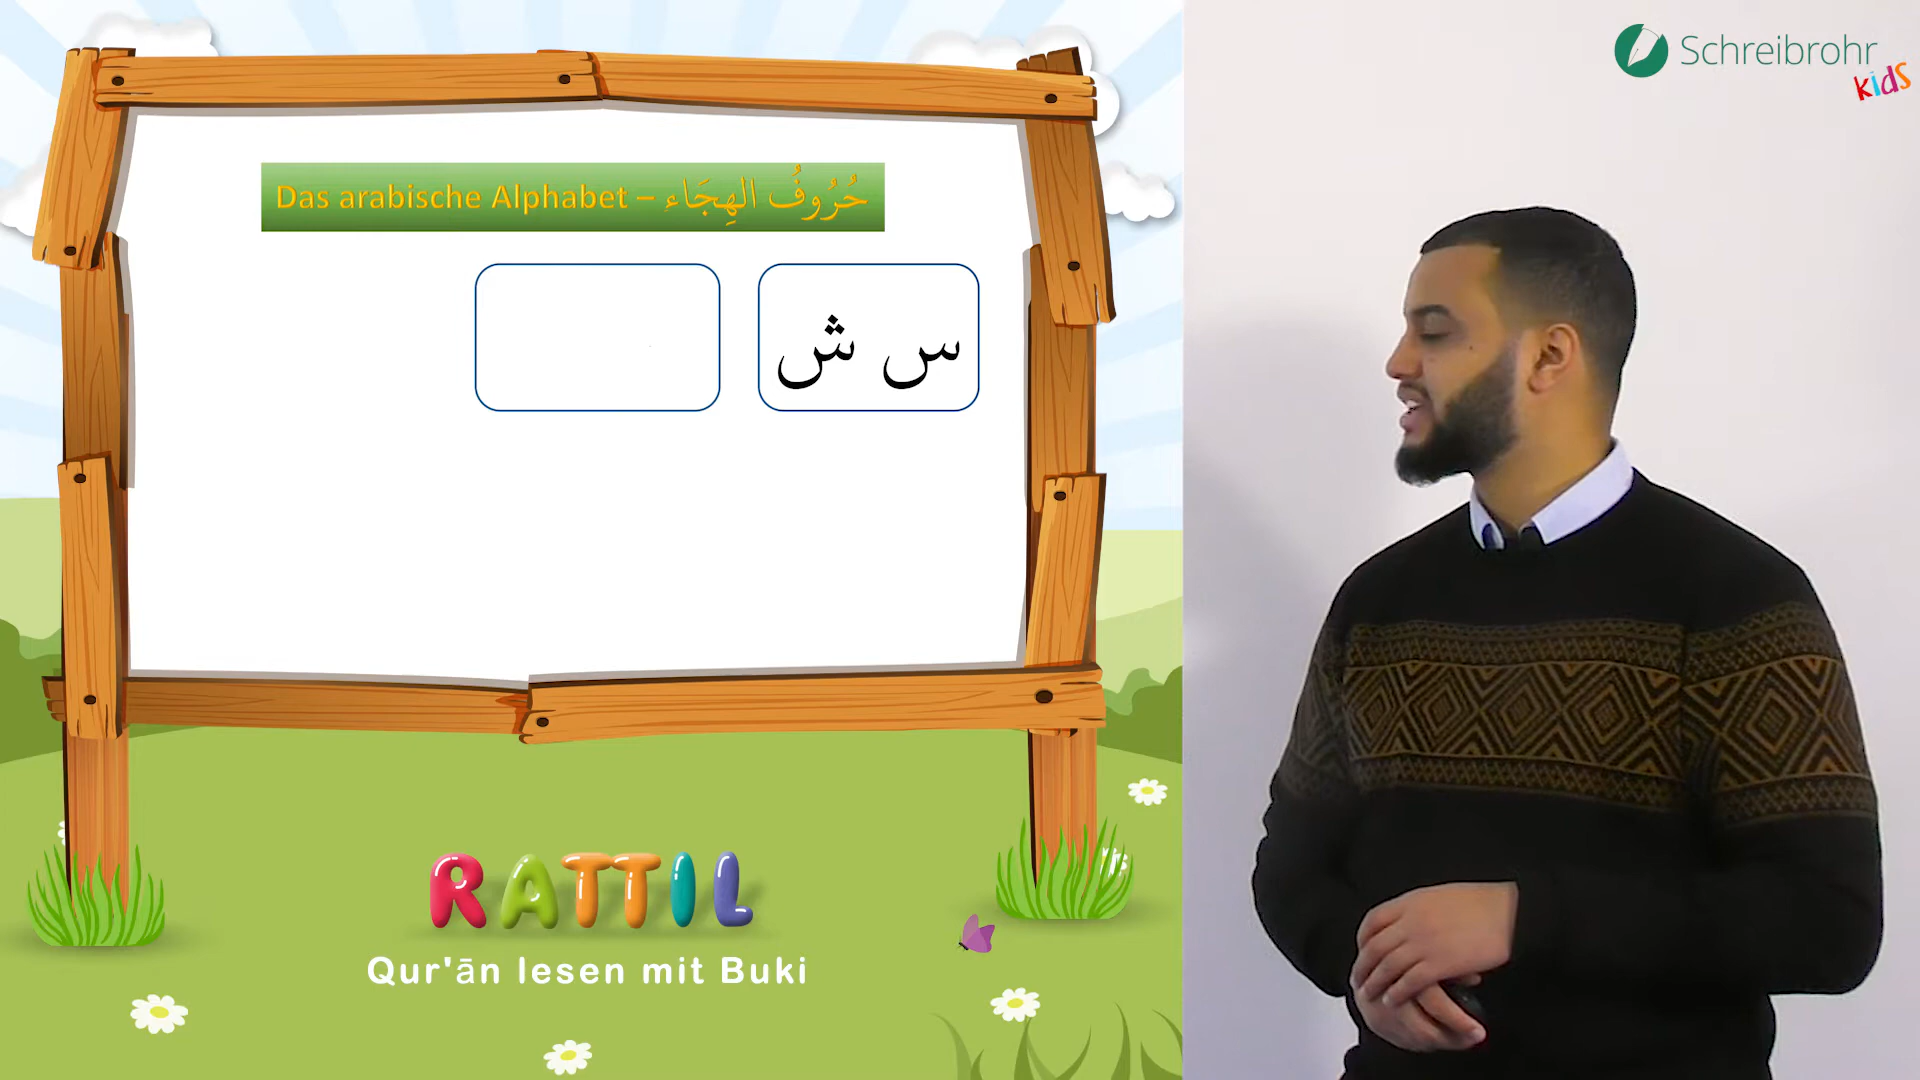 Das arabische Alphabet – حُرُوفُ الهِجَاءِ
س ش
RATTIL
Qur'ān lesen mit Buki
Schreibrohr
kids